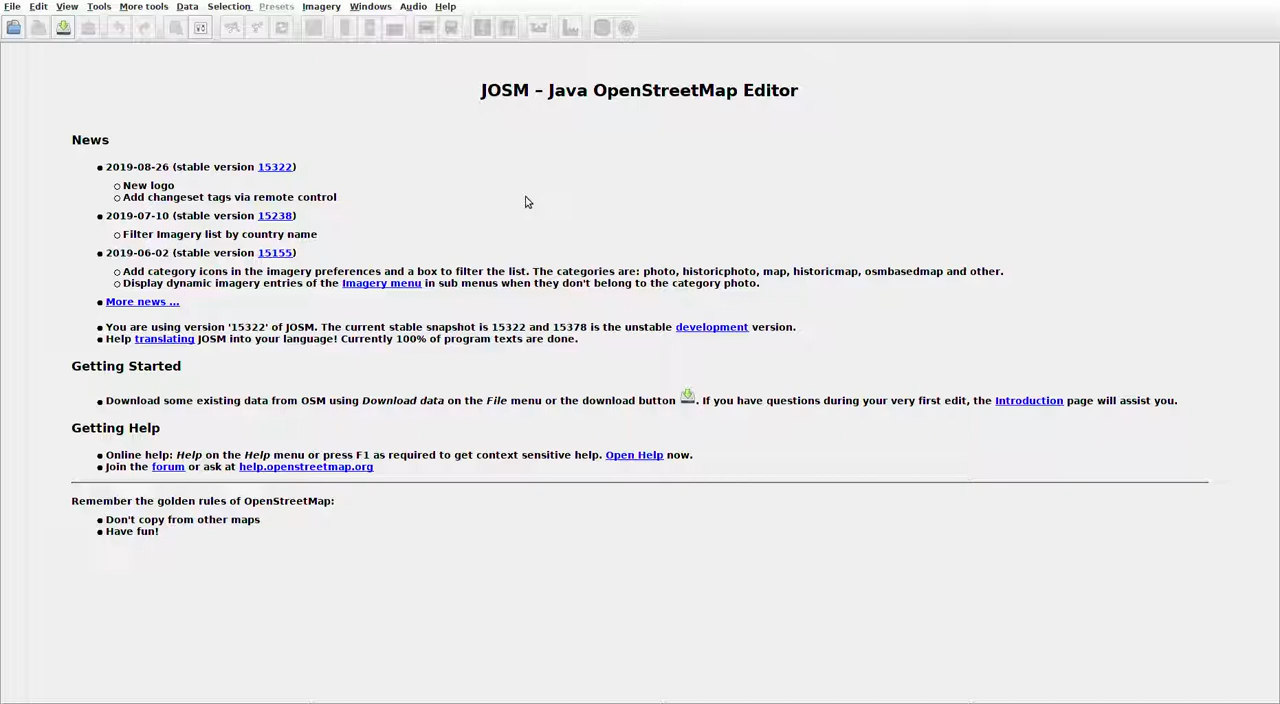 File Edit View Tools More tools Data Selection Presets Imagery Windows Audio Help
JOSM – Java OpenStreetMap Editor
News
2019-08-26 (stable version 15322)
New logo
Add changeset tags via remote control
2019-07-10 (stable version 15238)
Filter Imagery list by country name
2019-06-02 (stable version 15155)
Add category icons in the imagery preferences and a box to filter the list. The categories are: photo, historicphoto, map, historicmap, osmbasedmap and other.
Display dynamic imagery entries of the Imagery menu in sub menus when they don't belong to the category photo.
More news ...
You are using version '15322' of JOSM. The current stable snapshot is 15322 and 15378 is the unstable development version.
Help translating JOSM into your language! Currently 100% of program texts are done.
Getting Started
Download some existing data from OSM using Download data on the File menu or the download button . If you have questions during your very first edit, the Introduction page will assist you.
Getting Help
Online help: Help on the Help menu or press F1 as required to get context sensitive help. Open Help now.
Join the forum or ask at help.openstreetmap.org
Remember the golden rules of OpenStreetMap:
Don't copy from other maps
Have fun!